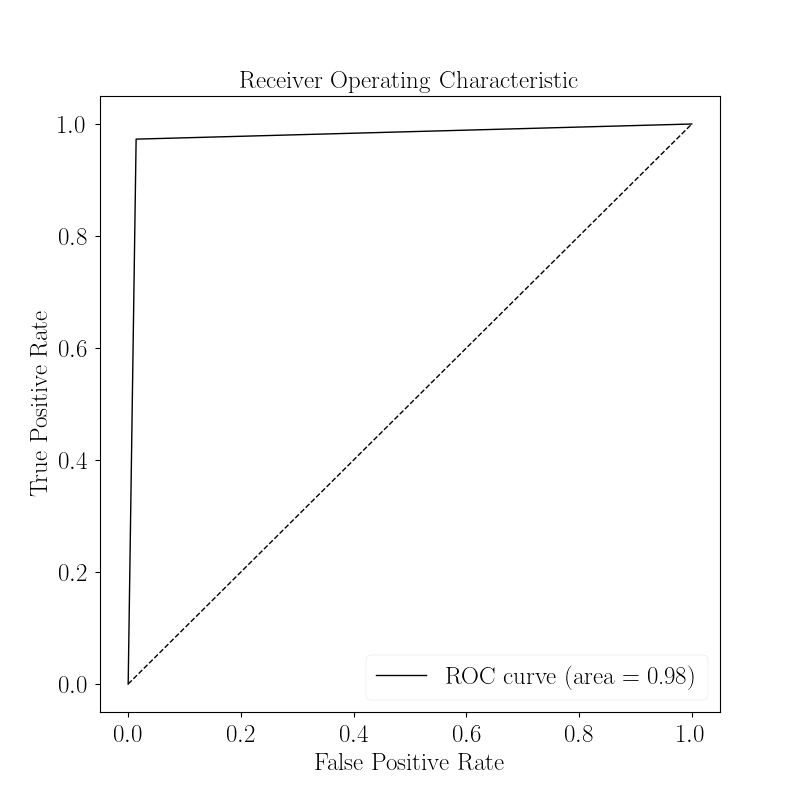 Receiver Operating Characteristic
1.0
0.8
0.6
0.4
0.2
0.0
True Positive Rate
ROC curve (area = 0.98)
0.0 0.2 0.4 0.6 0.8 1.0
False Positive Rate